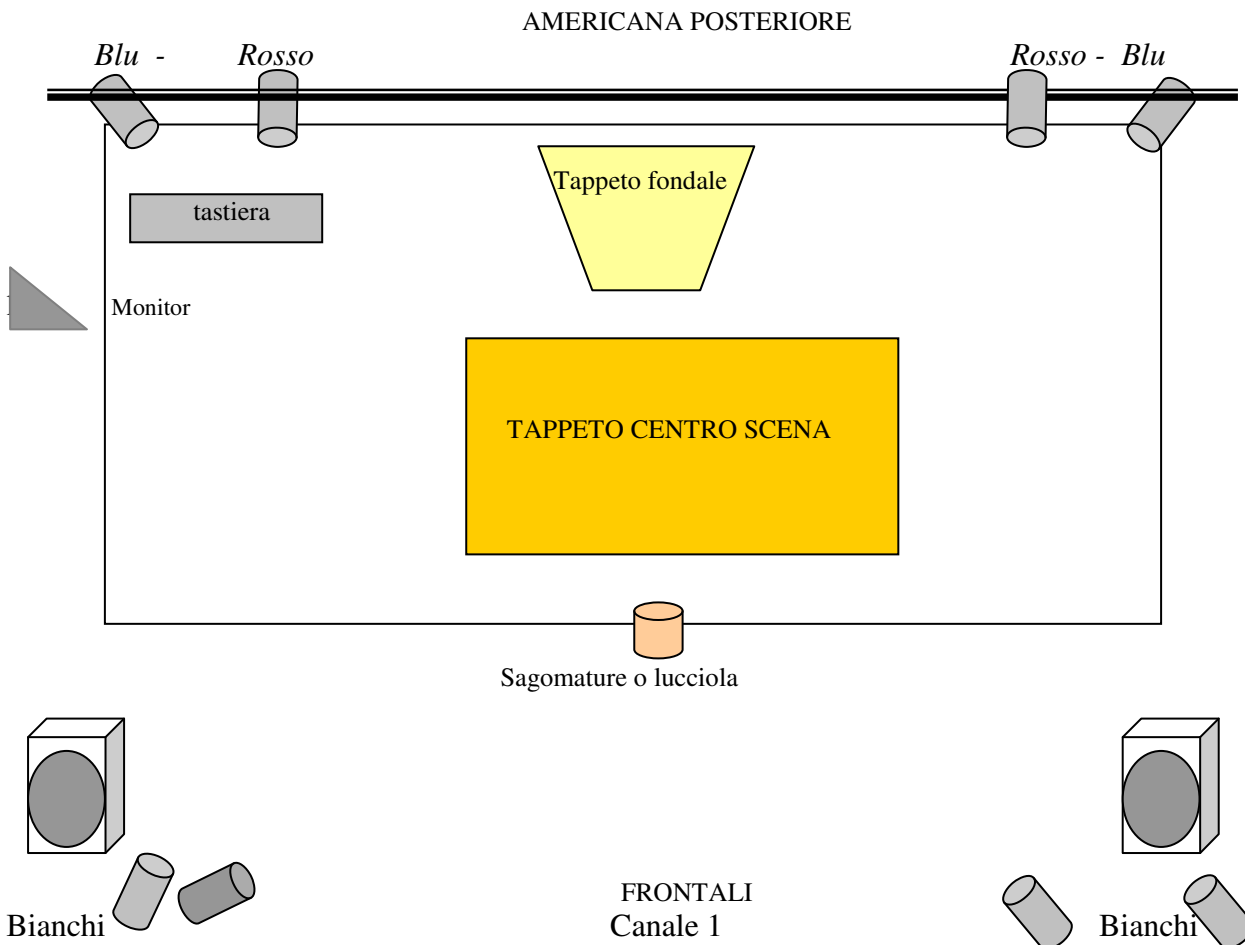 AMERICANA POSTERIORE
Blu - Rosso
Rosso - Blu
Tappeto fondale
tastiera
Monitor
TAPPETO CENTRO SCENA
Sagomature o lucciola
FRONTALI
Bianchi
Canale 1
Bianchi